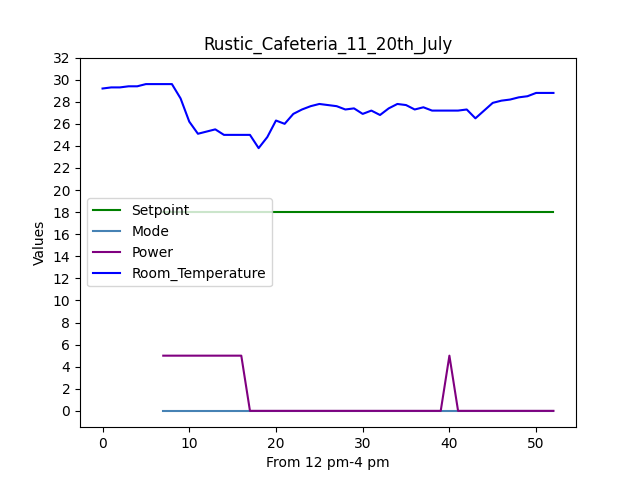 Rustic_Cafeteria_11_20th_July
Values
32
30
28
26
24
22
20
18
16
14
12
10
8
6
4
2
0
Setpoint
Mode
Power
Room_Temperature
0 10 20 30 40 50
From 12 pm-4 pm